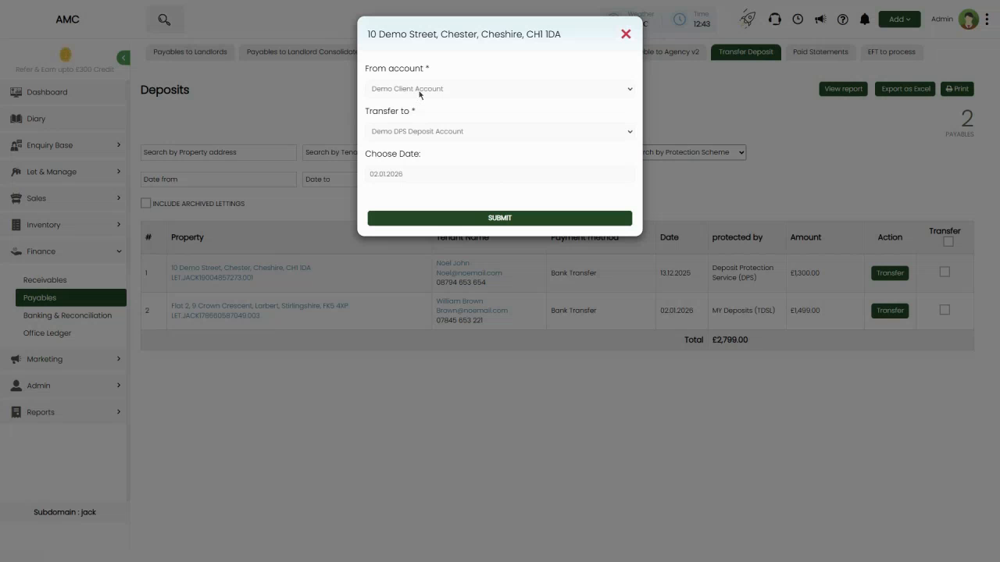 AMC
Weather
C
Time
12:43
Add
Admin
Refer & Earn upto £300 Credit
Dashboard
Diary
Enquiry Base
Let & Manage
Sales
Inventory
Finance
Receivables
Payables
Banking & Reconciliation
Office Ledger
Marketing
Admin
Reports
Subdomain : jack
Payables to Landlords
Payables to Landlord Consolidate
ble to Agency v2
Transfer Deposit
Paid Statements
EFT to process
Deposits
View report
Export as Excel
Print
2
PAYABLES
Search by Property address
Search by Tena
ch by Protection Scheme
Date from
Date to
INCLUDE ARCHIVED LETTINGS
10 Demo Street, Chester, Cheshire, CH1 1DA
From account *
Demo Client Account
Transfer to *
Demo DPS Deposit Account
Choose Date:
02.01.2026
SUBMIT
# Property Tenant Name Payment method Date protected by Amount Action Transfer
1 10 Demo Street, Chester, Cheshire, CH1 1DA
LET.JACK19004857273.001
Noel John
Noel@noemail.com
08794 653 654
Bank Transfer
13.12.2025
Deposit Protection
Service (DPS)
£1,300.00
Transfer
2 Flat 2, 9 Crown Crescent, Larbert, Stirlingshire, FK5 4XP
LET.JACK178660587049.003
William Brown
Brown@noemail.com
07845 653 221
Bank Transfer
02.01.2026
MY Deposits (TDSL)
£1,499.00
Transfer
Total £2,799.00